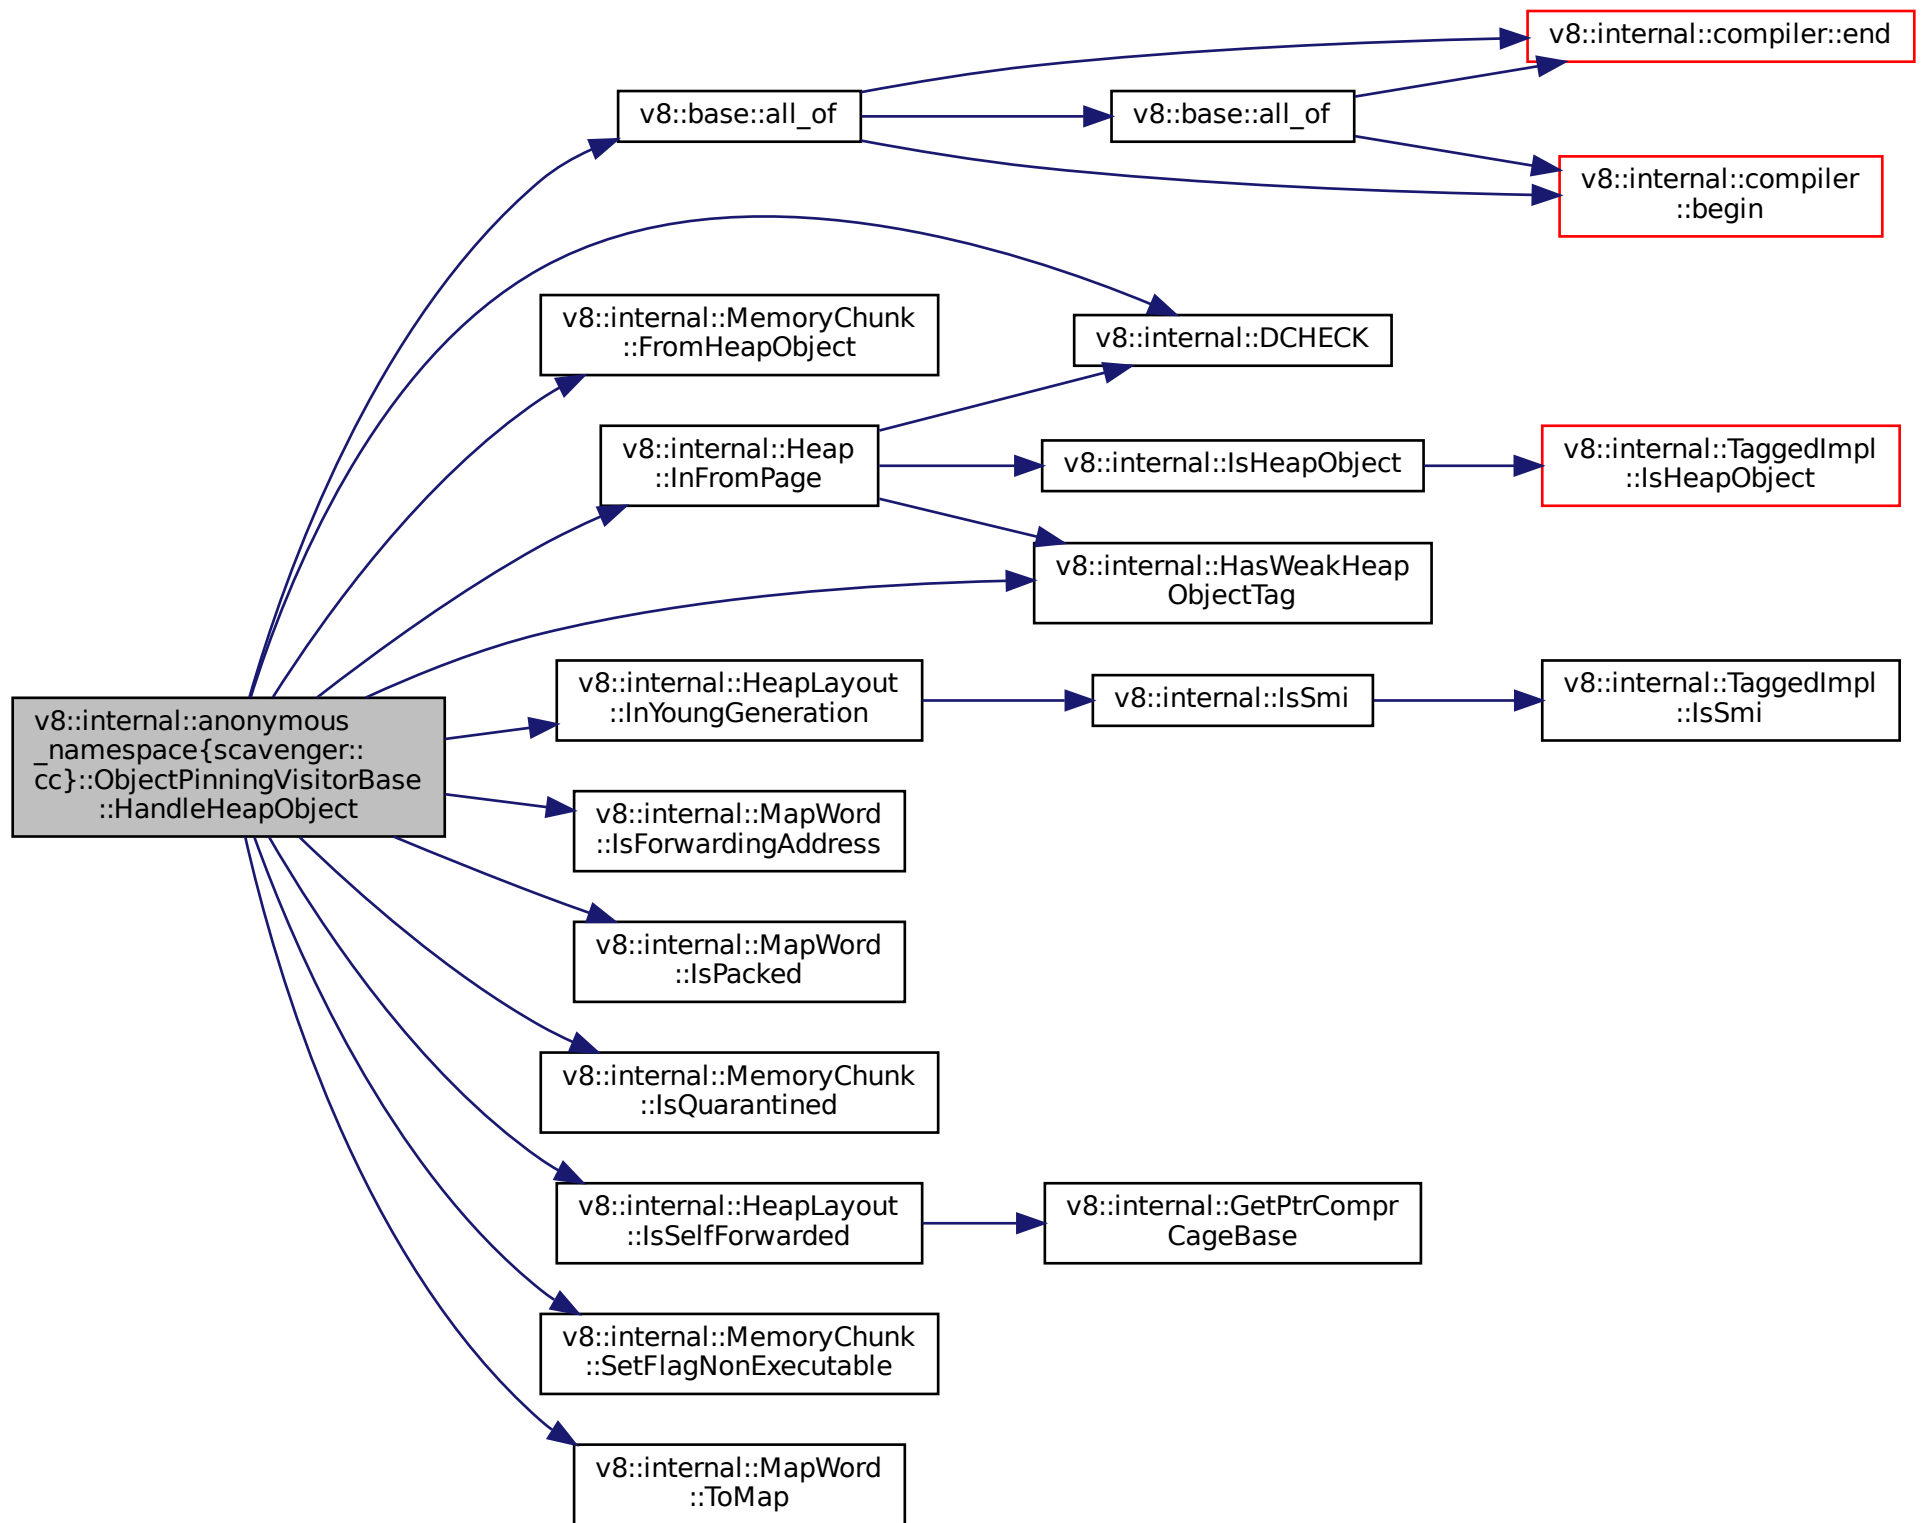 v8::internal::compiler::end
v8::base::all_of
v8::base::all_of
v8::internal::compiler
::begin
v8::internal::MemoryChunk
::FromHeapObject
v8::internal::DCHECK
v8::internal::Heap
::InFromPage
v8::internal::IsHeapObject
v8::internal::TaggedImpl
::IsHeapObject
v8::internal::HasWeakHeap
ObjectTag
v8::internal::HeapLayout
::InYoungGeneration
v8::internal::IsSmi
v8::internal::TaggedImpl
::IsSmi
v8::internal::anonymous
_namespace{scavenger::
cc}::ObjectPinningVisitorBase
::HandleHeapObject
v8::internal::MapWord
::IsForwardingAddress
v8::internal::MapWord
::IsPacked
v8::internal::MemoryChunk
::IsQuarantined
v8::internal::HeapLayout
::IsSelfForwarded
v8::internal::GetPtrCompr
CageBase
v8::internal::MemoryChunk
::SetFlagNonExecutable
v8::internal::MapWord
::ToMap